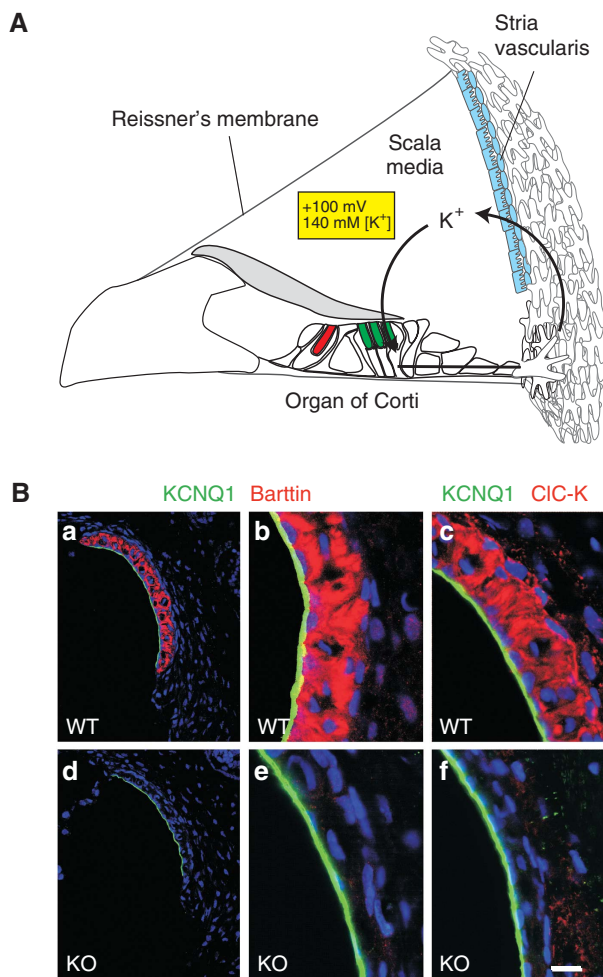 A
Stria
vascularis
Reissner's membrane
Scala
media
+100 mV
140 mM [K⁺]
K⁺
Organ of Corti
B
KCNQ1 Barttin KCNQ1 ClC-K
a b c
WT WT WT
d e f
KO KO KO